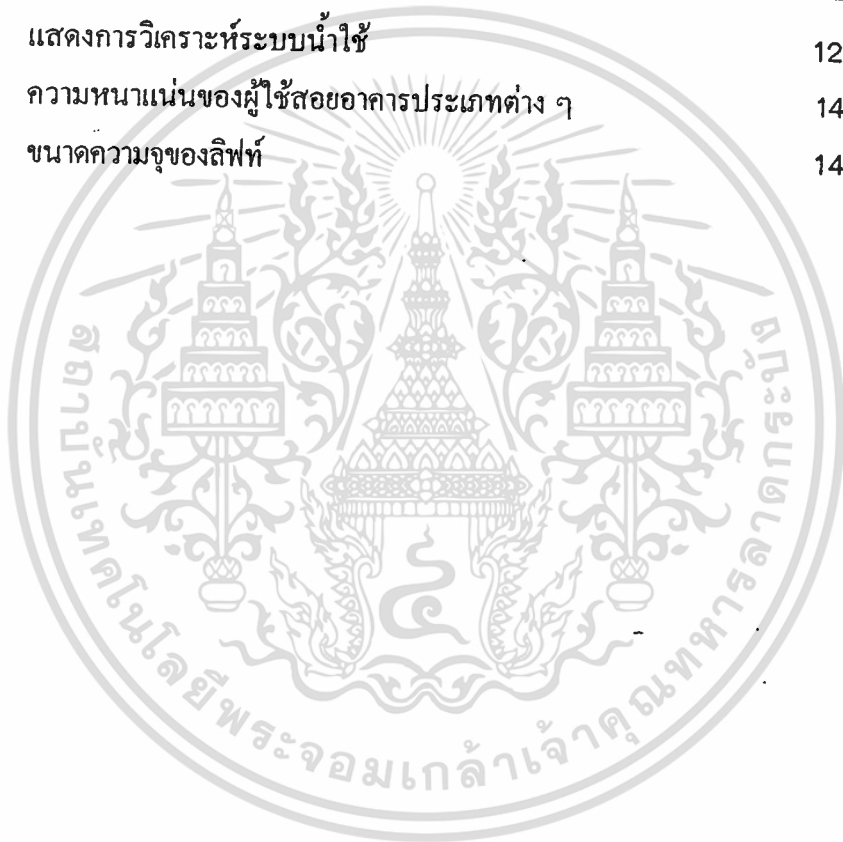 แสดงการวิเคราะห์ระบบน้ำใช้ 12
ความหนาแน่นของผู้ใช้สอยอาคารประเภทต่าง ๆ 14
ขนาดความจุของลิฟท์ 14
สถาบันเทคโนโลยีพระจอมเกล้าเจ้าคุณทหารลาดกระบัง